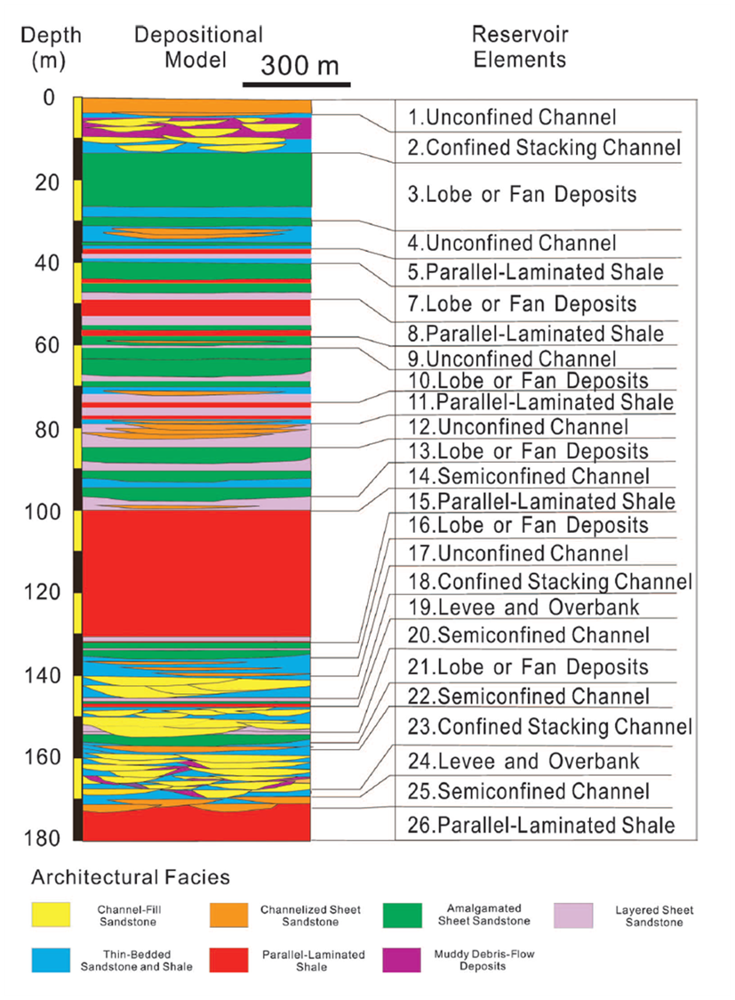 Depth
(m)
Depositional
Model
300 m
Reservoir
Elements
0
20
40
60
80
100
120
140
160
180
1.Unconfined Channel
2.Confined Stacking Channel
3.Lobe or Fan Deposits
4.Unconfined Channel
5.Parallel-Laminated Shale
7.Lobe or Fan Deposits
8.Parallel-Laminated Shale
9.Unconfined Channel
10.Lobe or Fan Deposits
11.Parallel-Laminated Shale
12.Unconfined Channel
13.Lobe or Fan Deposits
14.Semiconfined Channel
15.Parallel-Laminated Shale
16.Lobe or Fan Deposits
17.Unconfined Channel
18.Confined Stacking Channel
19.Levee and Overbank
20.Semiconfined Channel
21.Lobe or Fan Deposits
22.Semiconfined Channel
23.Confined Stacking Channel
24.Levee and Overbank
25.Semiconfined Channel
26.Parallel-Laminated Shale
Architectural Facies
Channel-Fill
Sandstone
Channelized Sheet
Sandstone
Amalgamated
Sheet Sandstone
Layered Sheet
Sandstone
Thin-Bedded
Sandstone and Shale
Parallel-Laminated
Shale
Muddy Debris-Flow
Deposits